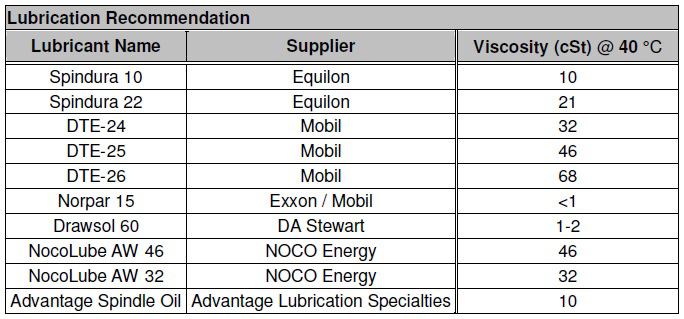 Lubrication Recommendation
Lubricant Name Supplier Viscosity (cSt) @ 40 °C
Spindura 10 Equilon 10
Spindura 22 Equilon 21
DTE-24 Mobil 32
DTE-25 Mobil 46
DTE-26 Mobil 68
Norpar 15 Exxon / Mobil <1
Drawsol 60 DA Stewart 1-2
NocoLube AW 46 NOCO Energy 46
NocoLube AW 32 NOCO Energy 32
Advantage Spindle Oil Advantage Lubrication Specialties 10